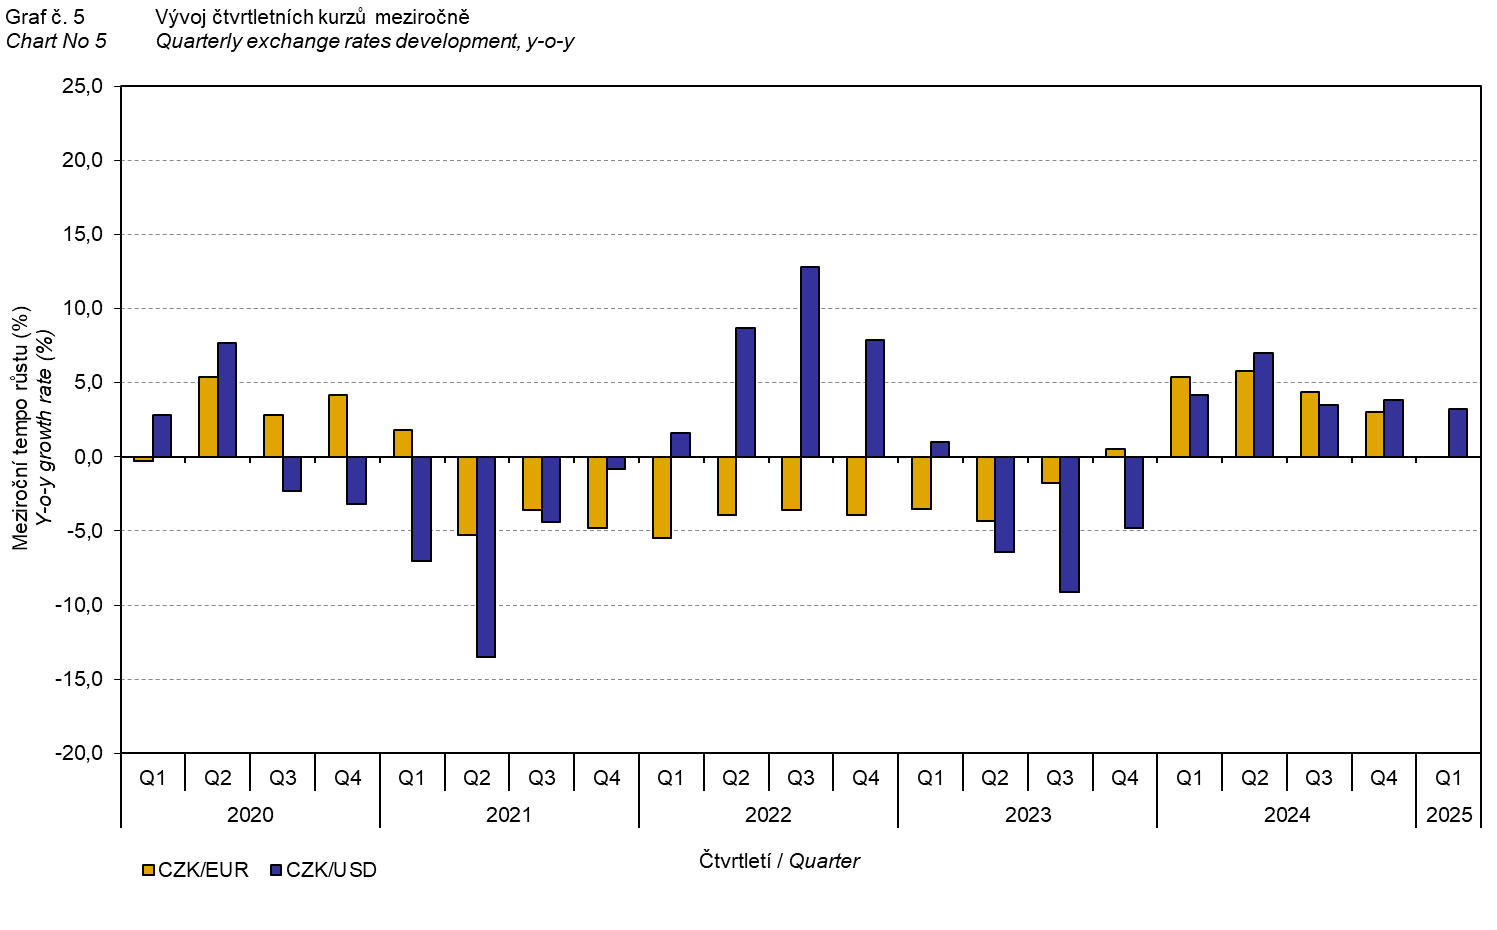 Graf č. 5 Vývoj čtvrtletních kurzů meziročně
Chart No 5 Quarterly exchange rates development, y-o-y
Meziroční tempo růstu (%)
Y-o-y growth rate (%)
25,0
20,0
15,0
10,0
5,0
0,0
-5,0
-10,0
-15,0
-20,0
Q1 Q2 Q3 Q4 Q1 Q2 Q3 Q4 Q1 Q2 Q3 Q4 Q1 Q2 Q3 Q4 Q1 Q2 Q3 Q4 Q1
2020 2021 2022 2023 2024 2025
Čtvrtletí / Quarter
CZK/EUR CZK/USD